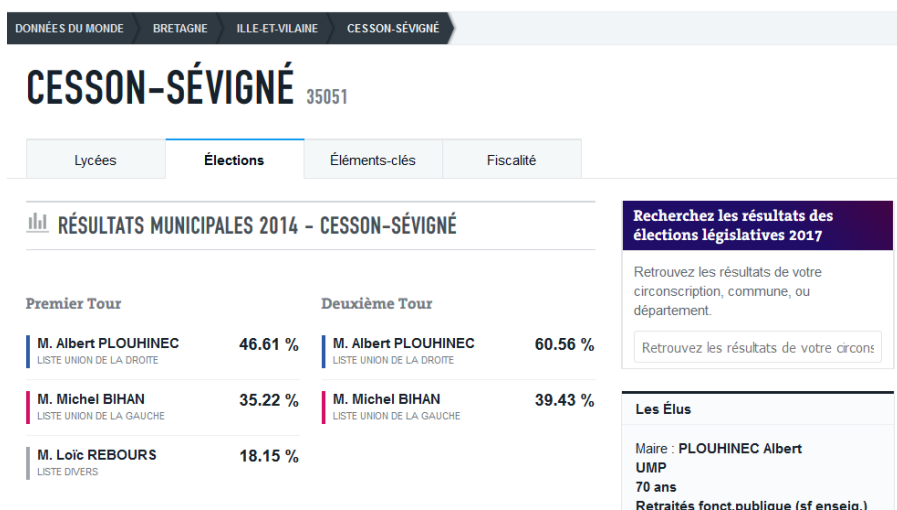 DONNÉES DU MONDE BRETAGNE ILLE-ET-VILAINE CESSON-SÉVIGNÉ
CESSON-SÉVIGNÉ 35051
Lycées Élections Éléments-clés Fiscalité
RÉSULTATS MUNICIPALES 2014 - CESSON-SÉVIGNÉ
Premier Tour
M. Albert PLOUHINEC 46.61 %
LISTE UNION DE LA DROITE
M. Michel BIHAN 35.22 %
LISTE UNION DE LA GAUCHE
M. Loïc REBOURS 18.15 %
LISTE DIVERS
Deuxième Tour
M. Albert PLOUHINEC 60.56 %
LISTE UNION DE LA DROITE
M. Michel BIHAN 39.43 %
LISTE UNION DE LA GAUCHE
Recherchez les résultats des
élections législatives 2017
Retrouvez les résultats de votre
circonscription, commune, ou
département.
Retrouvez les résultats de votre circons
Les Élus
Maire : PLOUHINEC Albert
UMP
70 ans
Retraités fonct.publique (sf enseig.)